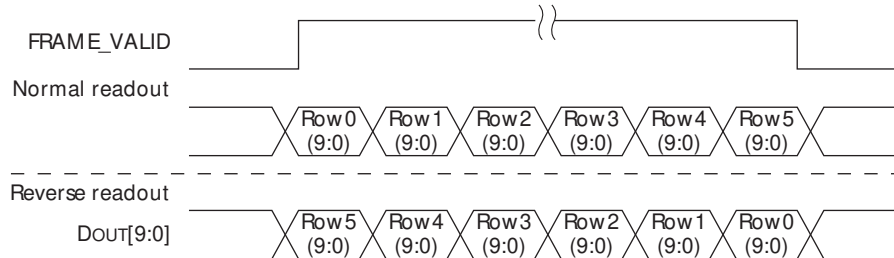 FRAME_VALID
Normal readout
Row0 Row1 Row2 Row3 Row4 Row5
(9:0) (9:0) (9:0) (9:0) (9:0) (9:0)
Reverse readout
DOUT[9:0]
Row5 Row4 Row3 Row2 Row1 Row0
(9:0) (9:0) (9:0) (9:0) (9:0) (9:0)